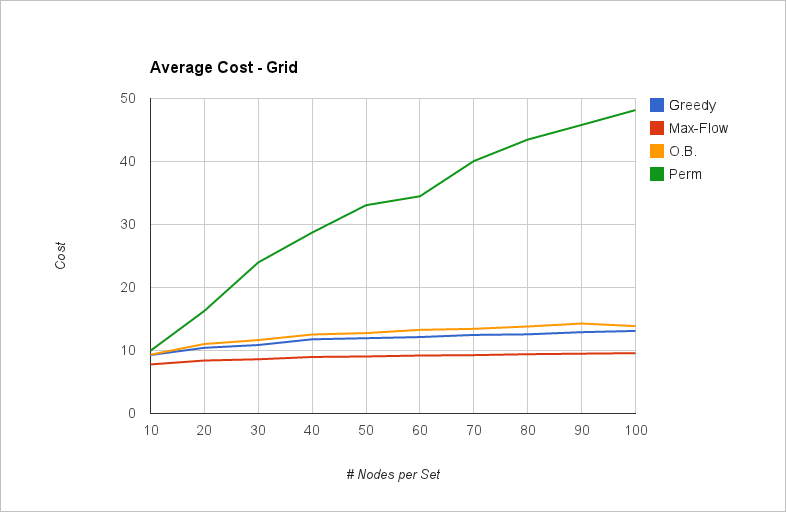 Average Cost - Grid
50
40
30
20
10
0
Cost
10 20 30 40 50 60 70 80 90 100
# Nodes per Set
Greedy
Max-Flow
O.B.
Perm